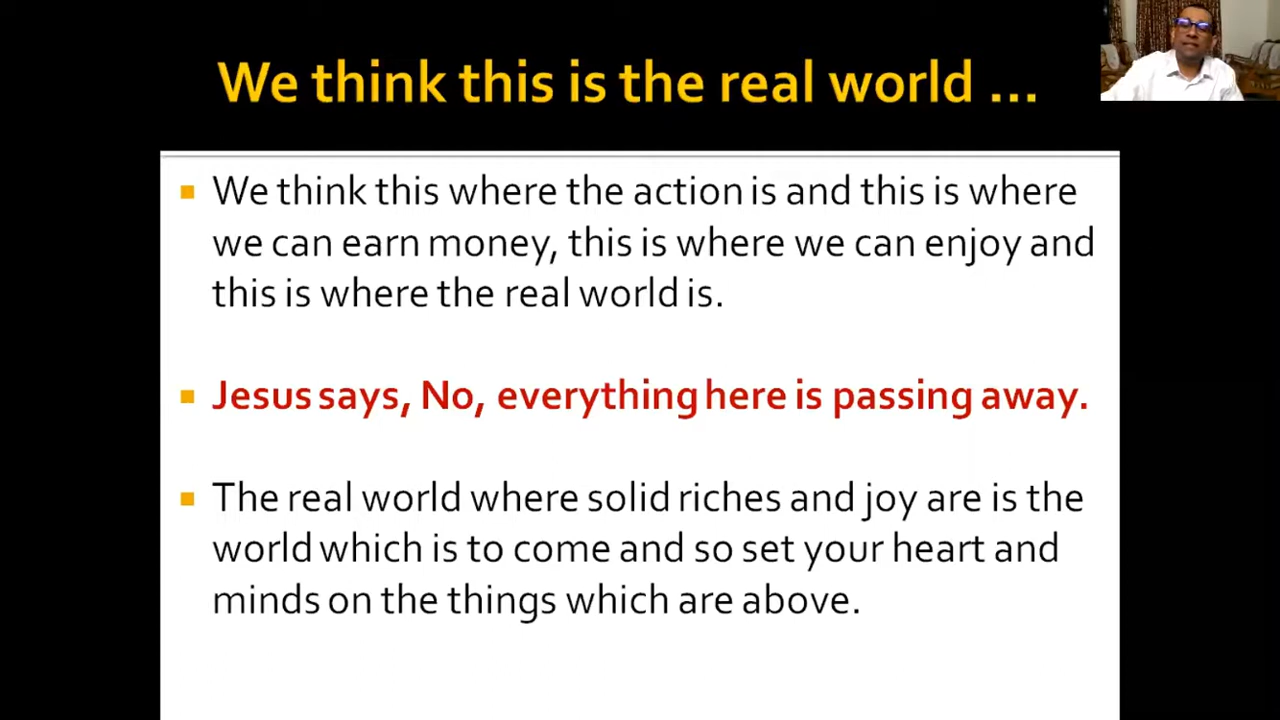 We think this is the real world ...
We think this where the action is and this is where
we can earn money, this is where we can enjoy and
this is where the real world is.
Jesus says, No, everything here is passing away.
The real world where solid riches and joy are is the
world which is to come and so set your heart and
minds on the things which are above.